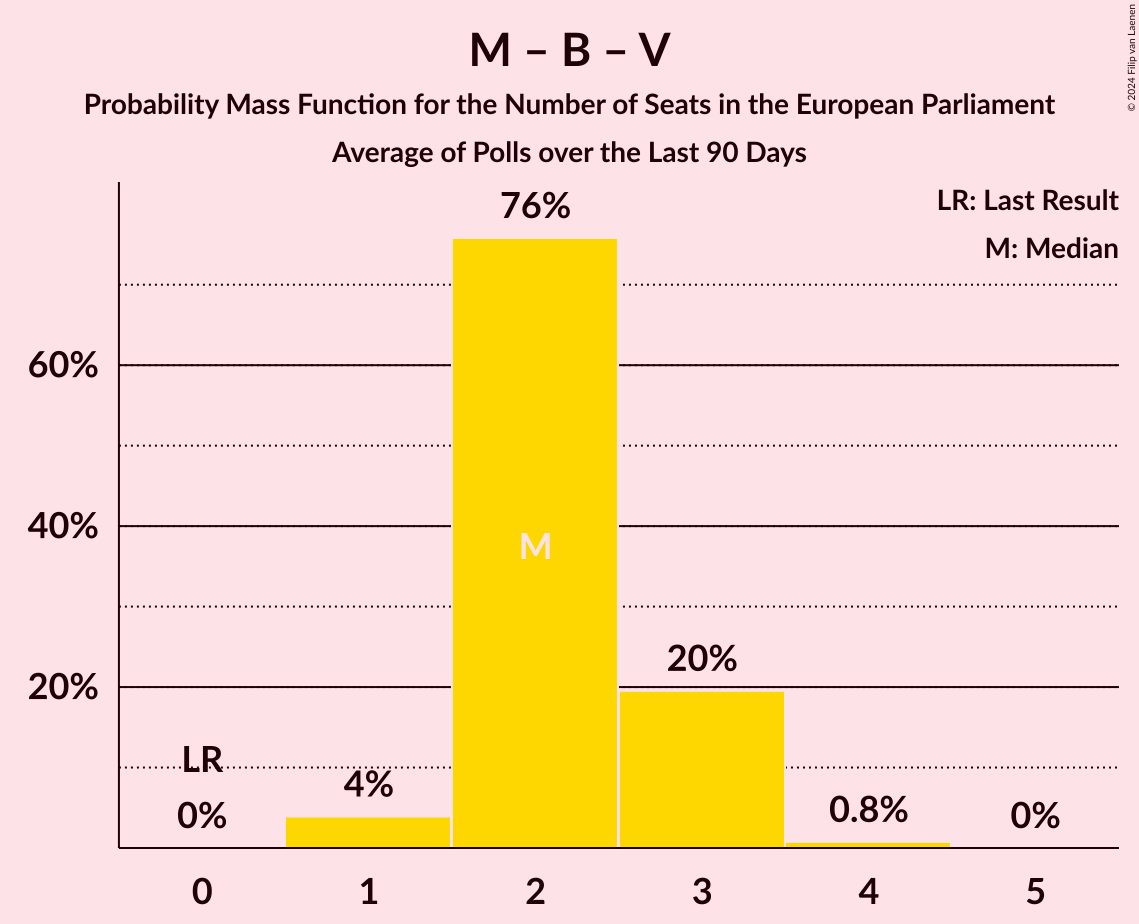 M – B – V
Probability Mass Function for the Number of Seats in the European Parliament
Average of Polls over the Last 90 Days
© 2024 Filip van Laenen
LR: Last Result
M: Median
76%
60%
40%
M
20%
20%
LR
4%
0%
0.8%
0%
0 1 2 3 4 5